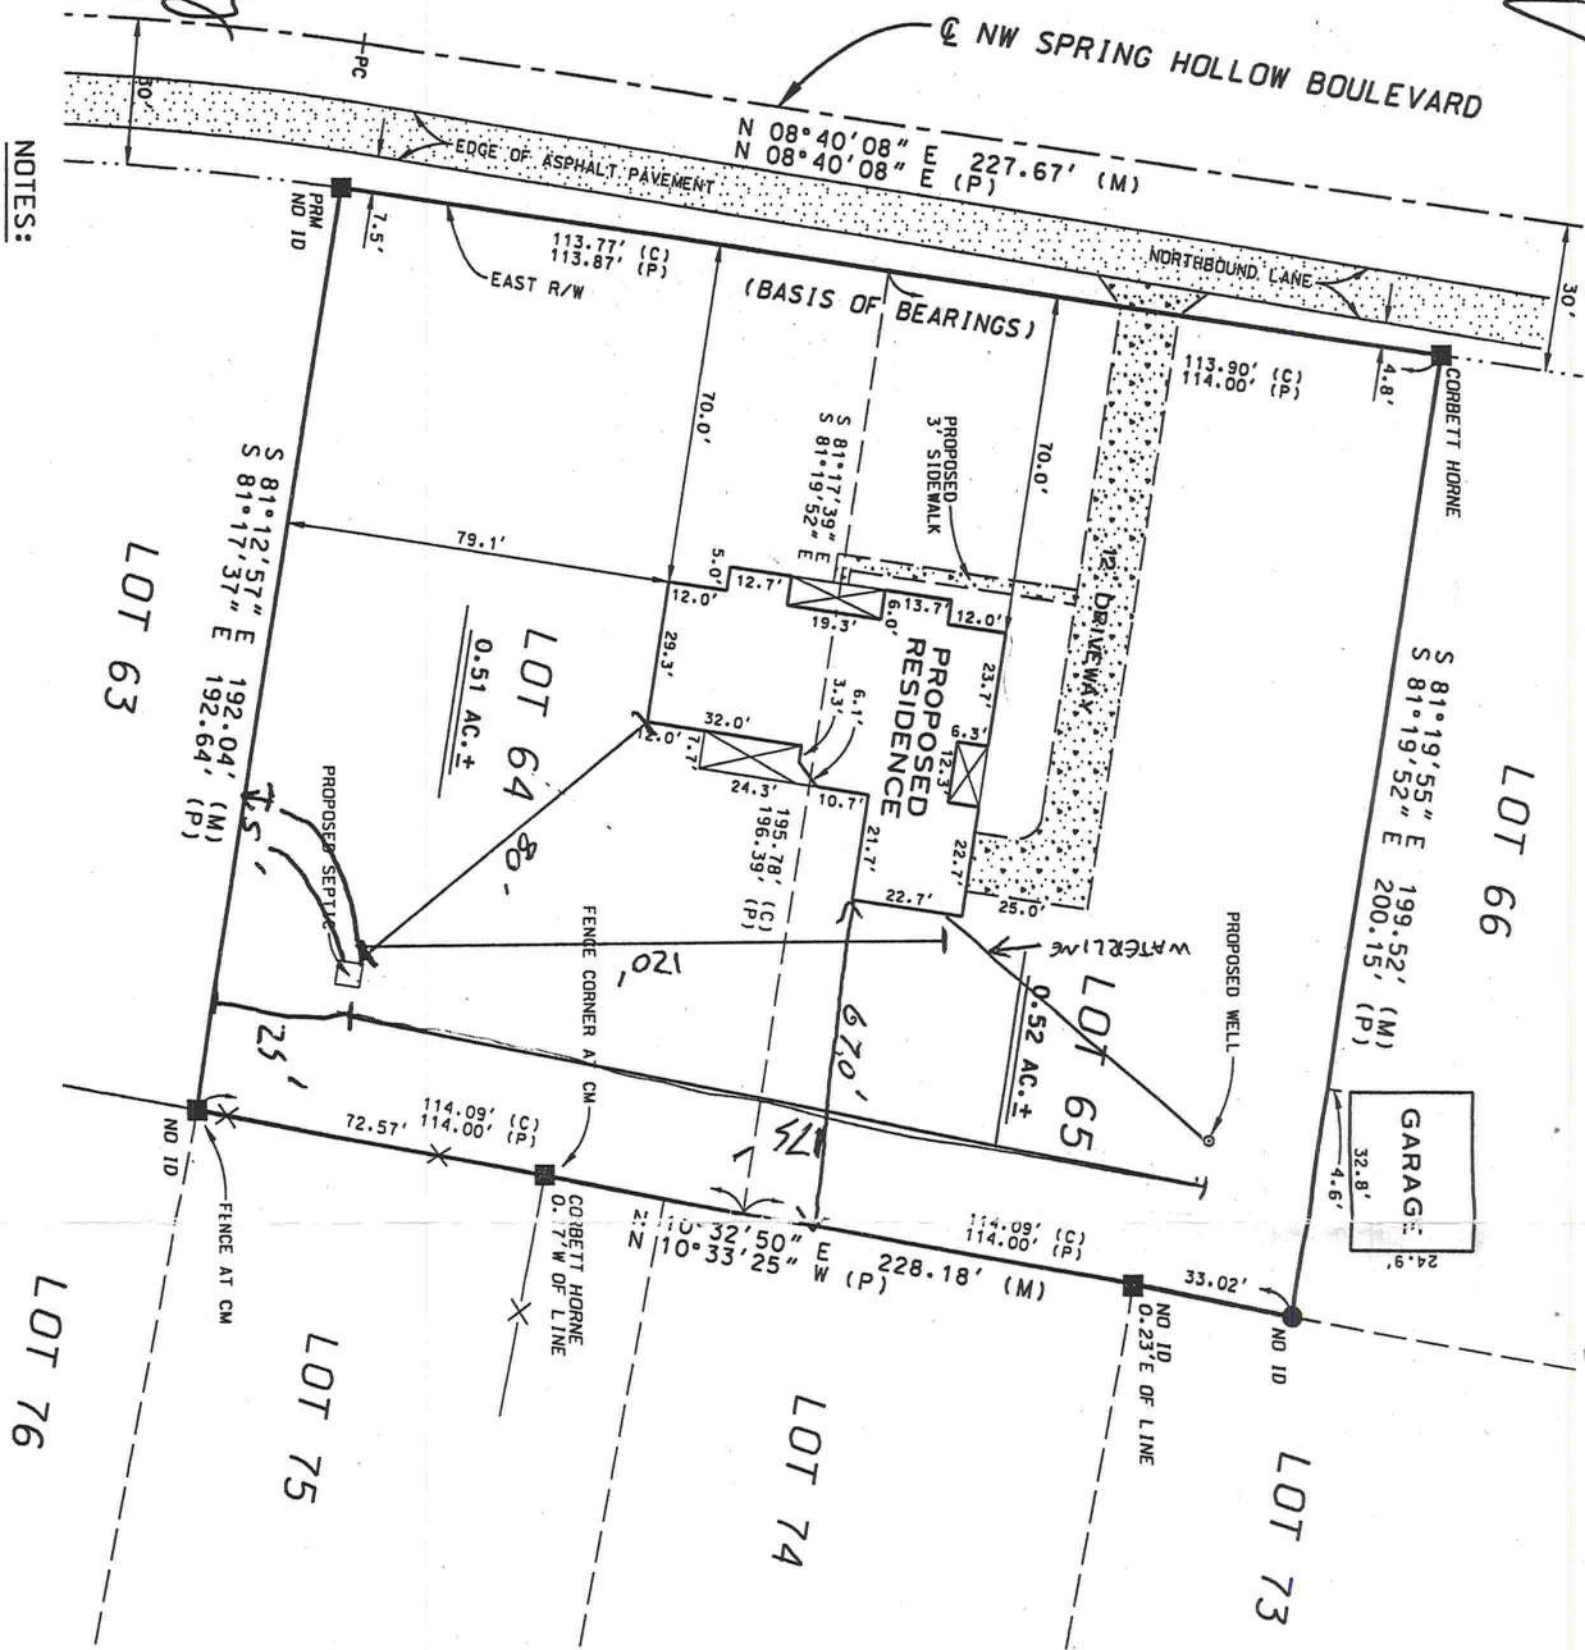 ℄ NW SPRING HOLLOW BOULEVARD
N 08°40'08" E 227.67' (M)
N 08°40'08" E (P)
PC
30'
30'
EDGE OF ASPHALT PAVEMENT
NORTHBOUND LANE
NOTES:
PRM
NO ID
7.5'
EAST R/W
113.77' (C)
113.87' (P)
(BASIS OF BEARINGS)
113.90' (C)
114.00' (P)
4.8'
CORBETT HORNE
70.0'
70.0'
S 81°17'39" E
S 81°19'52" E
PROPOSED
3' SIDEWALK
12' DRIVEWAY
79.1'
S 81°12'57" E 192.04' (M)
S 81°17'37" E 192.64' (P)
LOT 63
S 81°19'55" E 199.52' (M)
S 81°19'52" E 200.15' (P)
LOT 66
5.0'
12.0'
12.7'
19.3'
6.0'
13.7'
12.0'
29.3'
23.7'
PROPOSED
RESIDENCE
6.3'
12.3'
32.0'
12.0'
7.7'
24.3'
3.3'
6.1'
10.7'
21.7'
22.7'
22.7'
25.0'
LOT 64
0.51 AC.±
195.78' (C)
196.39' (P)
PROPOSED SEPTIC
80-
120'
WATERLINE
PROPOSED WELL
LOT 65
0.52 AC.±
67.0'
175
25'
FENCE CORNER AT CM
GARAGE
32.8'
24.9'
4.6'
NO ID
FENCE AT CM
72.57'
114.09' (C)
114.00' (P)
CORBETT HORNE
N 10°32'50" E 228.18' (M)
N 10°33'25" W (P)
114.09' (C)
114.00' (P)
33.02'
NO ID
0.23'E OF LINE
NO ID
LOT 76
LOT 75
LOT 74
LOT 73